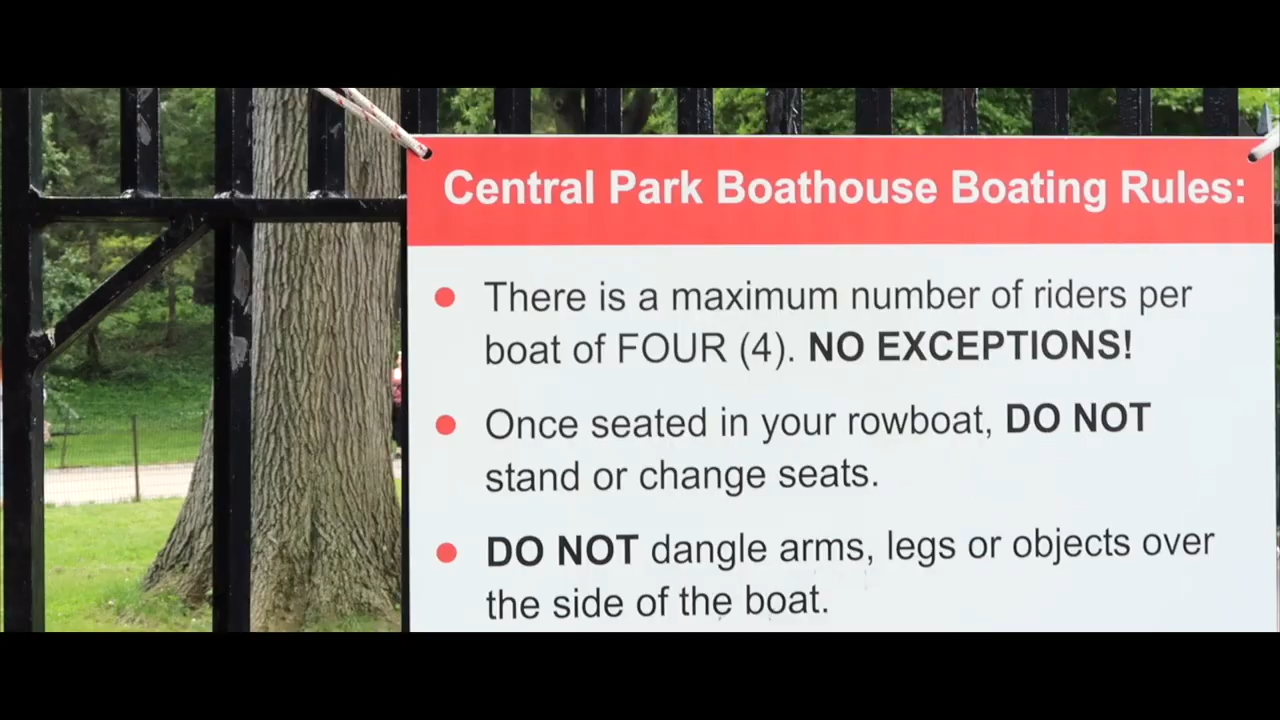 Central Park Boathouse Boating Rules:
• There is a maximum number of riders per
boat of FOUR (4). NO EXCEPTIONS!
• Once seated in your rowboat, DO NOT
stand or change seats.
• DO NOT dangle arms, legs or objects over
the side of the boat.